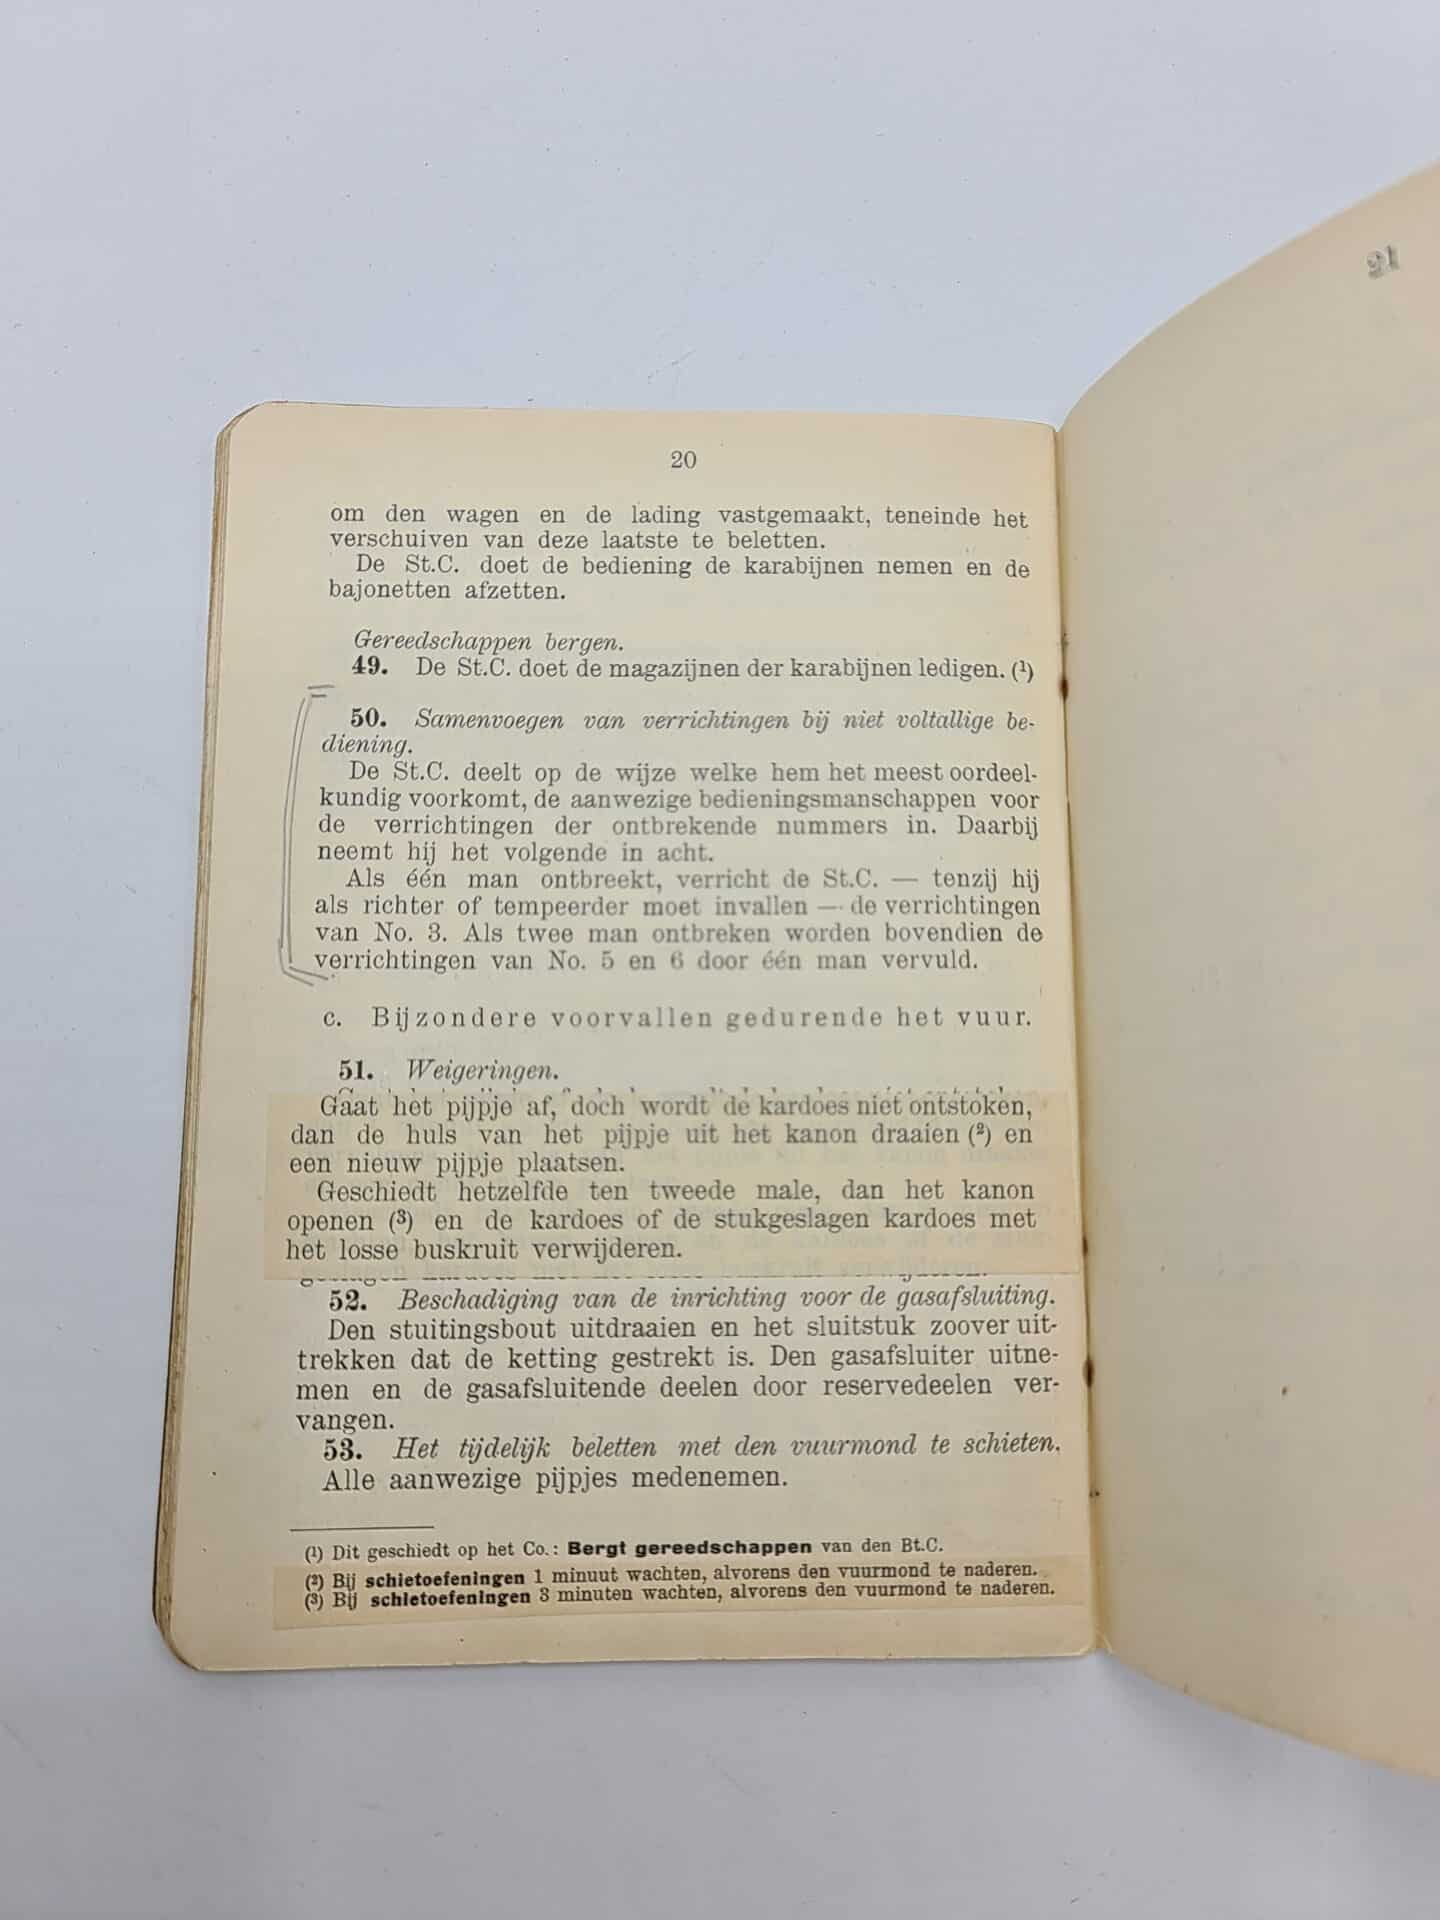 20
om den wagen en de lading vastgemaakt, teneinde het
verschuiven van deze laatste te beletten.
De St.C. doet de bediening de karabijnen nemen en de
bajonetten afzetten.
Gereedschappen bergen.
49. De St.C. doet de magazijnen der karabijnen ledigen. (1)
50. Samenvoegen van verrichtingen bij niet voltallige be-
diening.
De St.C. deelt op de wijze welke hem het meest oordeel-
kundig voorkomt, de aanwezige bedieningsmanschappen voor
de verrichtingen der ontbrekende nummers in. Daarbij
neemt hij het volgende in acht.
Als één man ontbreekt, verricht de St.C. — tenzij hij
als richter of tempeerder moet invallen — de verrichtingen
van No. 3. Als twee man ontbreken worden bovendien de
verrichtingen van No. 5 en 6 door één man vervuld.
c. Bijzondere voorvallen gedurende het vuur.
51. Weigeringen.
Gaat het pijpje af, doch wordt de kardoes niet ontstoken,
dan de huls van het pijpje uit het kanon draaien (2) en
een nieuw pijpje plaatsen.
Geschiedt hetzelfde ten tweede male, dan het kanon
openen (3) en de kardoes of de stukgeslagen kardoes met
het losse buskruit verwijderen.
52. Beschadiging van de inrichting voor de gasafsluiting.
Den stuitingsbout uitdraaien en het sluitstuk zoover uit-
trekken dat de ketting gestrekt is. Den gasafsluiter uitne-
men en de gasafsluitende deelen door reservedeelen ver-
vangen.
53. Het tijdelijk beletten met den vuurmond te schieten.
Alle aanwezige pijpjes medenemen.
(1) Dit geschiedt op het Co.: Bergt gereedschappen van den Bt.C.
(2) Bij schietoefeningen 1 minuut wachten, alvorens den vuurmond te naderen.
(3) Bij schietoefeningen 3 minuten wachten, alvorens den vuurmond te naderen.